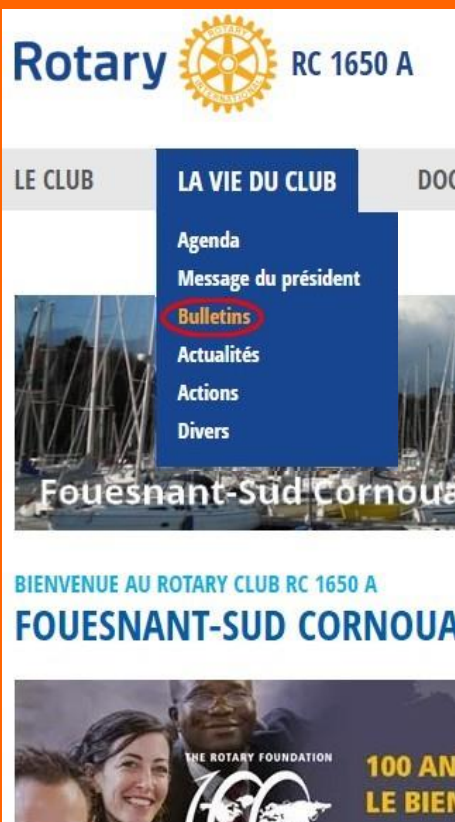 Rotary
ROTARY
INTERNATIONAL
RC 1650 A
LE CLUB
LA VIE DU CLUB
DOC
Agenda
Message du président
Bulletins
Actualités
Actions
Divers
Fouesnant-Sud Cornoua
BIENVENUE AU ROTARY CLUB RC 1650 A
FOUESNANT-SUD CORNOUA
THE ROTARY FOUNDATION
100
100 AN
LE BIEN